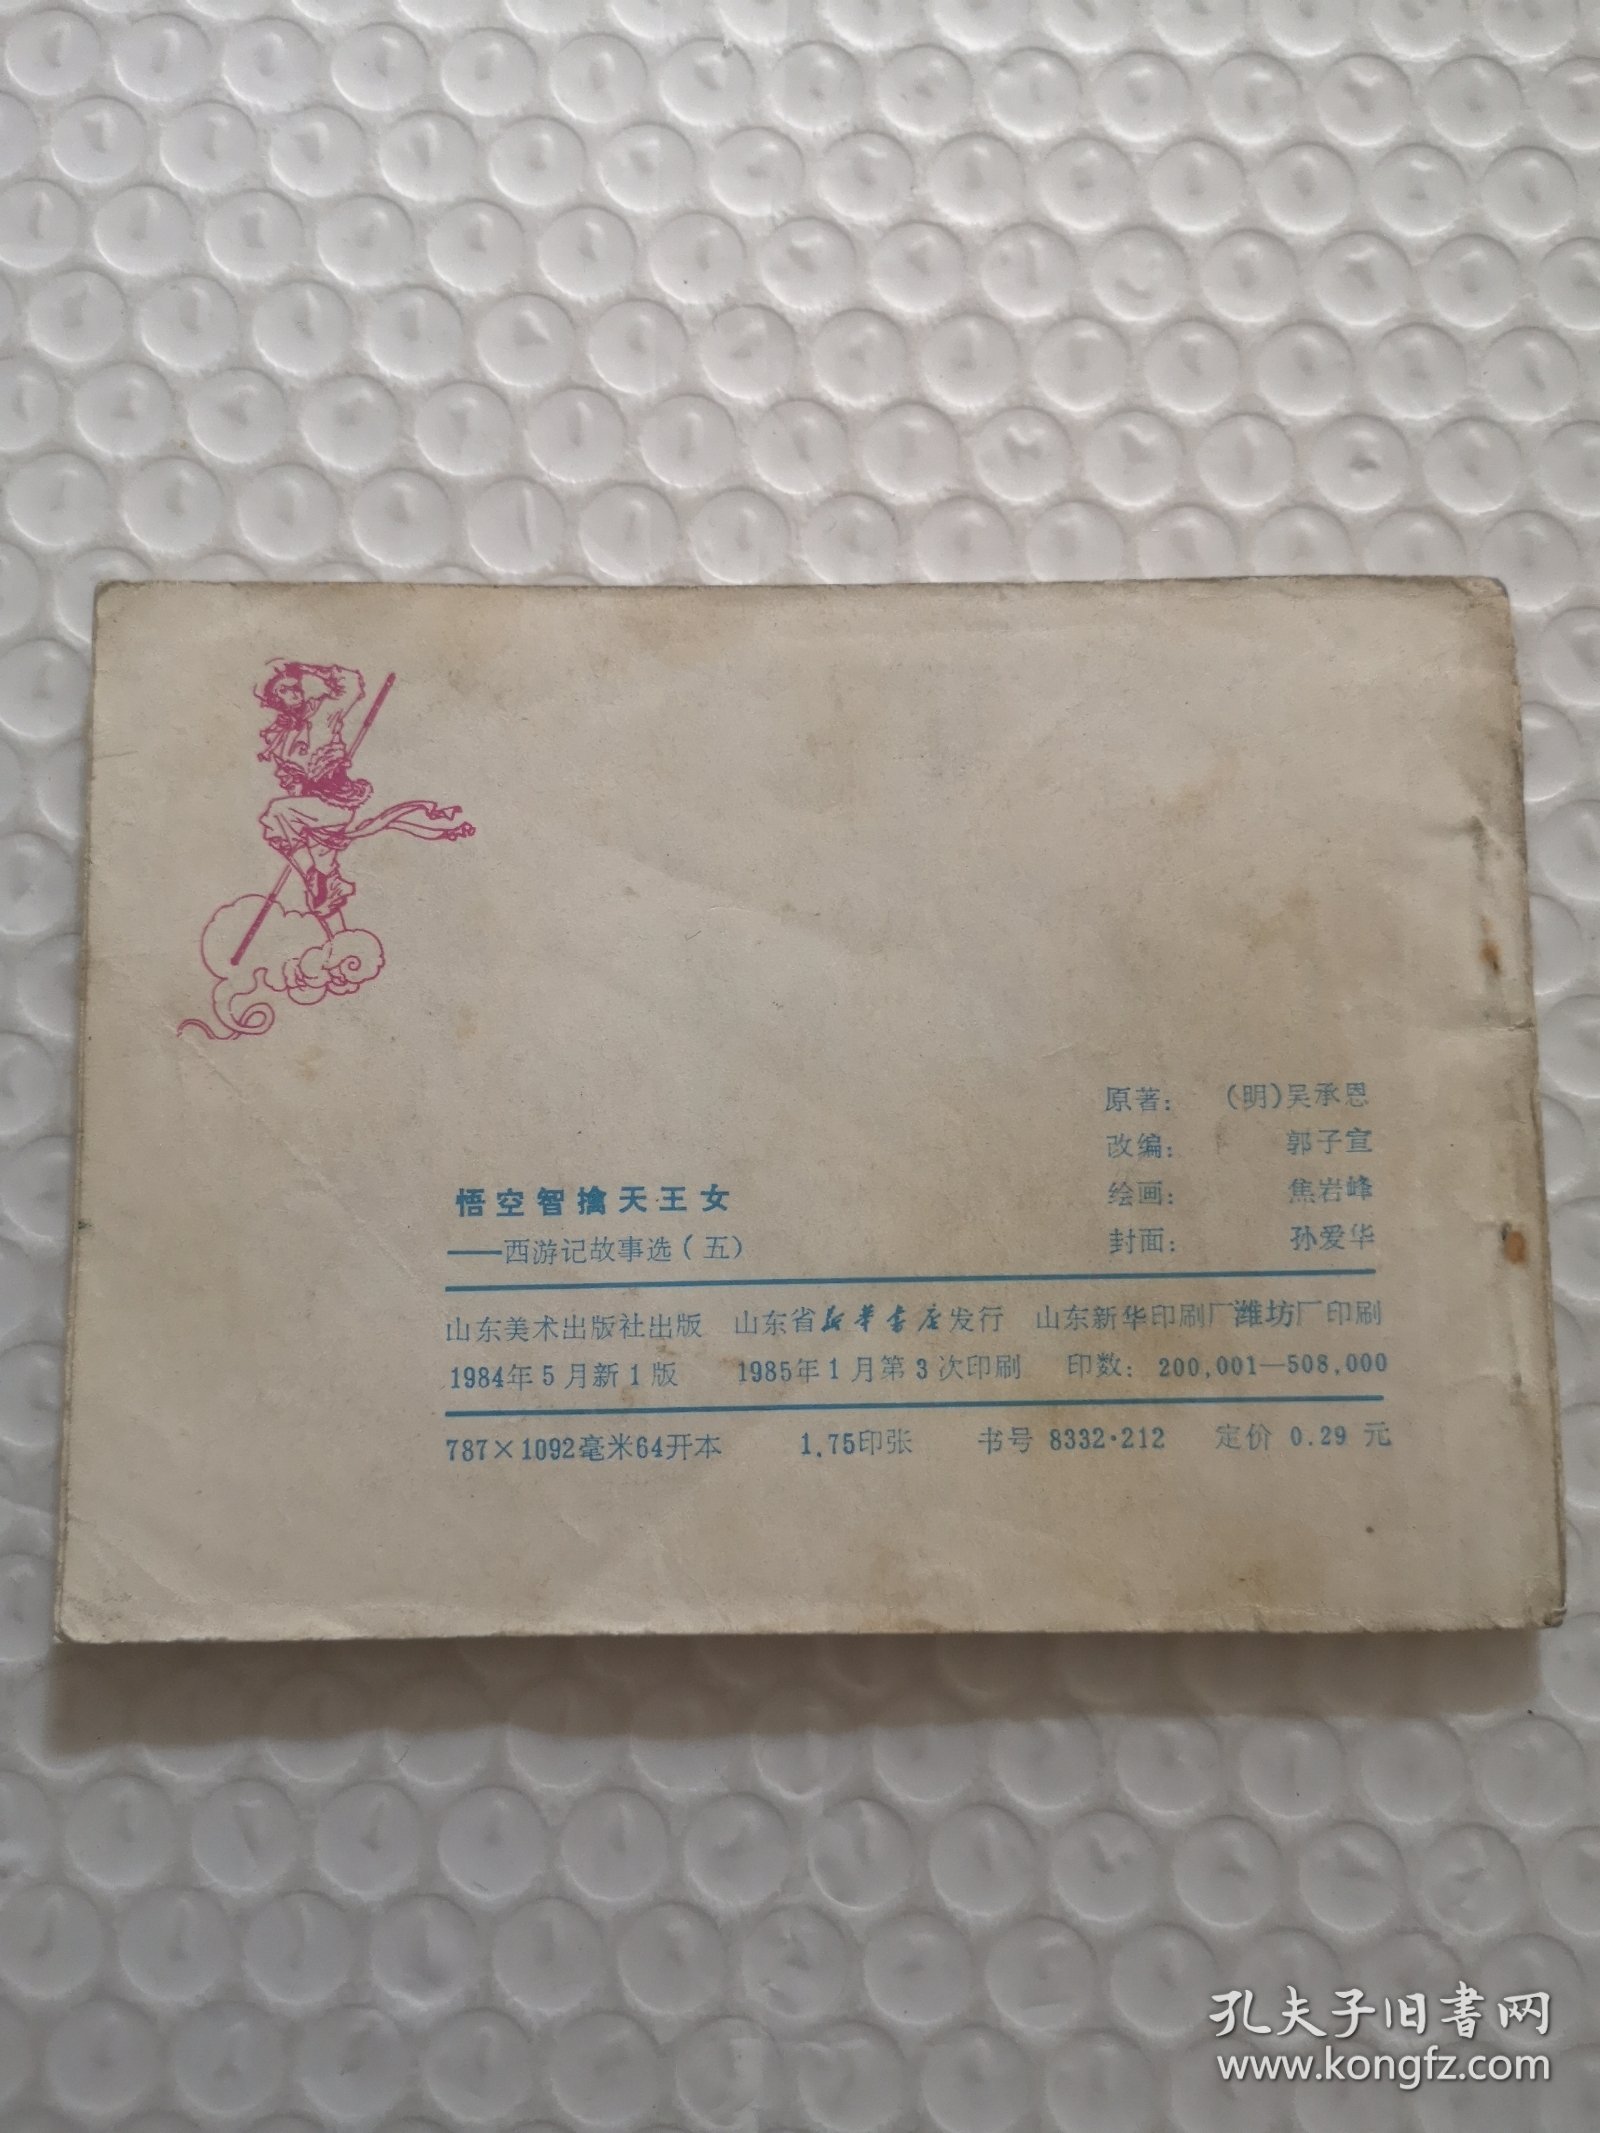 原著： （明）吴承恩
改编： 郭子宣
绘画： 焦岩峰
封面： 孙爱华
悟空智擒天王女
——西游记故事选（五）
山东美术出版社出版 山东省新华书店发行 山东新华印刷厂潍坊厂印刷
1984年5月新1版 1985年1月第3次印刷 印数：200,001—508,000
787×1092毫米64开本 1.75印张 书号 8332·212 定价 0.29 元
孔夫子旧书网
www.kongfz.com